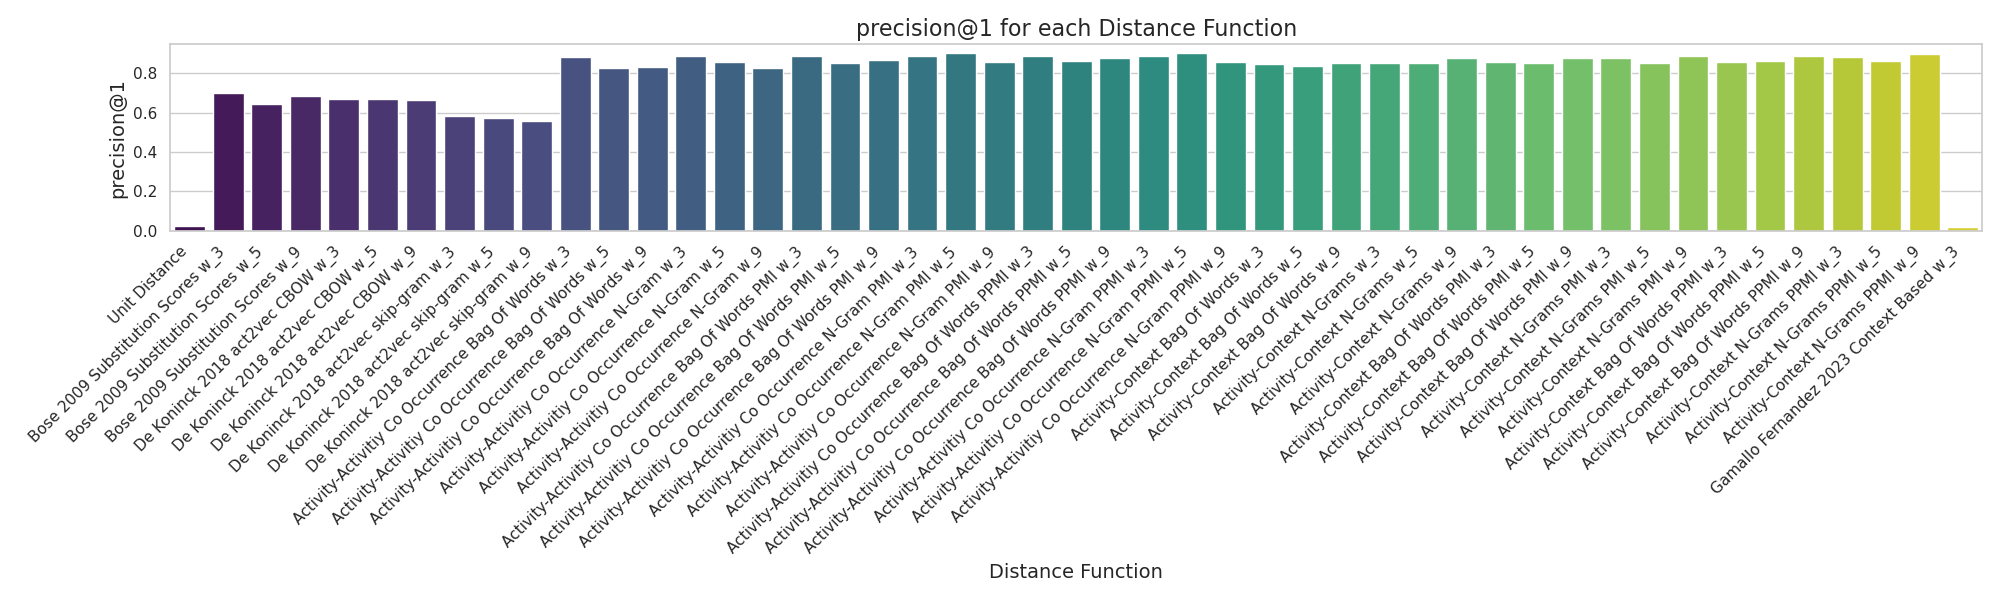 precision@1 for each Distance Function
precision@1
0.8
0.6
0.4
0.2
0.0
Unit Distance
Bose 2009 Substitution Scores w_3
Bose 2009 Substitution Scores w_5
Bose 2009 Substitution Scores w_9
De Koninck 2018 act2vec CBOW w_3
De Koninck 2018 act2vec CBOW w_5
De Koninck 2018 act2vec CBOW w_9
De Koninck 2018 act2vec skip-gram w_3
De Koninck 2018 act2vec skip-gram w_5
De Koninck 2018 act2vec skip-gram w_9
Activity-Activitiy Co Occurrence Bag Of Words w_3
Activity-Activitiy Co Occurrence Bag Of Words w_5
Activity-Activitiy Co Occurrence Bag Of Words w_9
Activity-Activitiy Co Occurrence N-Gram w_3
Activity-Activitiy Co Occurrence N-Gram w_5
Activity-Activitiy Co Occurrence N-Gram w_9
Activity-Activitiy Co Occurrence Bag Of Words PMI w_3
Activity-Activitiy Co Occurrence Bag Of Words PMI w_5
Activity-Activitiy Co Occurrence Bag Of Words PMI w_9
Activity-Activitiy Co Occurrence N-Gram PMI w_3
Activity-Activitiy Co Occurrence N-Gram PMI w_5
Activity-Activitiy Co Occurrence N-Gram PMI w_9
Activity-Activitiy Co Occurrence Bag Of Words PPMI w_3
Activity-Activitiy Co Occurrence Bag Of Words PPMI w_5
Activity-Activitiy Co Occurrence Bag Of Words PPMI w_9
Activity-Activitiy Co Occurrence N-Gram PPMI w_3
Activity-Activitiy Co Occurrence N-Gram PPMI w_5
Activity-Activitiy Co Occurrence N-Gram PPMI w_9
Activity-Context Bag Of Words w_3
Activity-Context Bag Of Words w_5
Activity-Context Bag Of Words w_9
Activity-Context N-Grams w_3
Activity-Context N-Grams w_5
Activity-Context N-Grams w_9
Activity-Context Bag Of Words PMI w_3
Activity-Context Bag Of Words PMI w_5
Activity-Context Bag Of Words PMI w_9
Activity-Context N-Grams PMI w_3
Activity-Context N-Grams PMI w_5
Activity-Context N-Grams PMI w_9
Activity-Context Bag Of Words PPMI w_3
Activity-Context Bag Of Words PPMI w_5
Activity-Context Bag Of Words PPMI w_9
Activity-Context N-Grams PPMI w_3
Activity-Context N-Grams PPMI w_5
Activity-Context N-Grams PPMI w_9
Gamallo Fernandez 2023 Context Based w_3
Distance Function